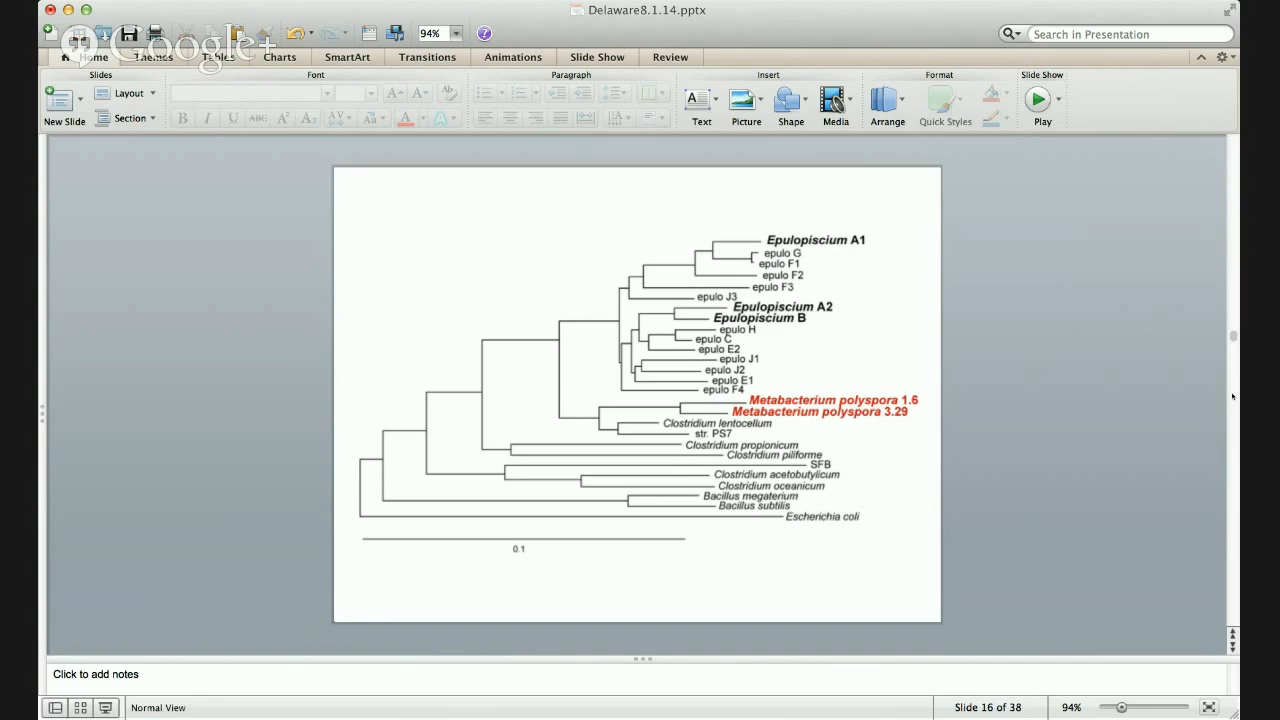 Delaware8.1.14.pptx
Google+
94%
Search in Presentation
Home Themes Tables Charts SmartArt Transitions Animations Slide Show Review
Slides Font Paragraph Insert Format Slide Show
New Slide Layout Section
Text Picture Shape Media Arrange Quick Styles Play
Epulopiscium A1
epulo G
epulo F1
epulo F2
epulo F3
epulo J3
Epulopiscium A2
Epulopiscium B
epulo H
epulo C
epulo E2
epulo J1
epulo J2
epulo E1
epulo F4
Metabacterium polyspora 1.6
Metabacterium polyspora 3.29
Clostridium lentocellum
str. PS7
Clostridium propionicum
Clostridium piliforme
SFB
Clostridium acetobutylicum
Clostridium oceanicum
Bacillus megaterium
Bacillus subtilis
Escherichia coli
0.1
Click to add notes
Normal View Slide 16 of 38 94%